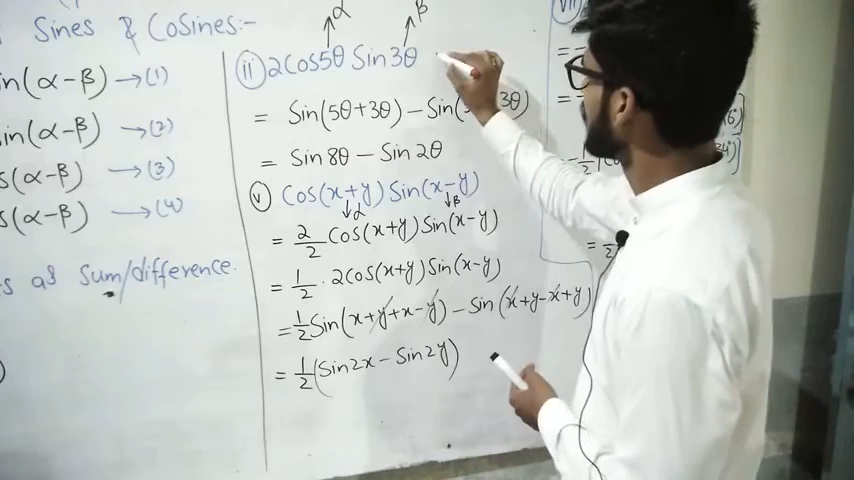 Sines & Cosines:-
in(α-β) →(1)
in(α-β) →(2)
s(α-β) →(3)
s(α-β) →(4)
s as sum/difference.
α β
(ii) 2Cos5θ Sin3θ
= Sin(5θ+3θ) - Sin( 3θ)
= Sin8θ - Sin2θ
(v) Cos(x+y) Sin(x-y)
α β
= 2/2 Cos(x+y) Sin(x-y)
= 1/2 · 2Cos(x+y) Sin(x-y)
= 1/2 Sin(x+y+x-y) - Sin(x+y-x+y)
= 1/2 (Sin2x - Sin2y)